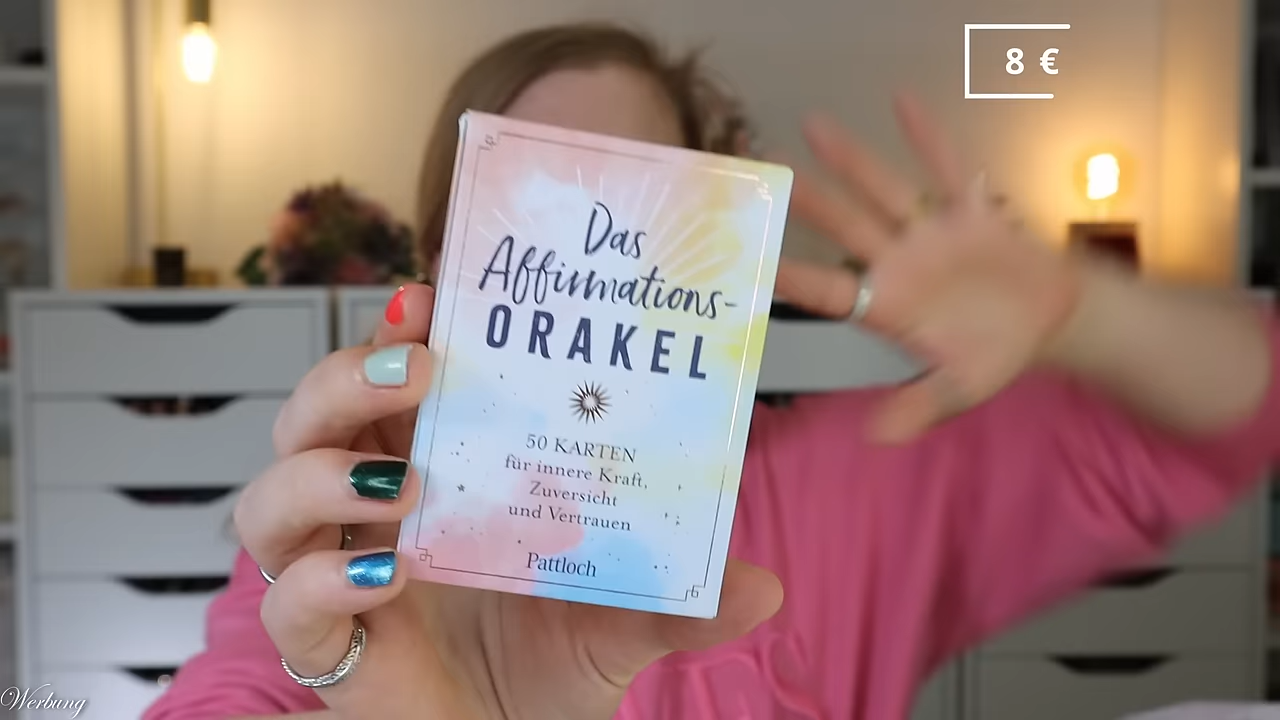 8 €
Das
Affirmations-
ORAKEL
50 KARTEN
für innere Kraft,
Zuversicht
und Vertrauen
Pattloch
Werbung